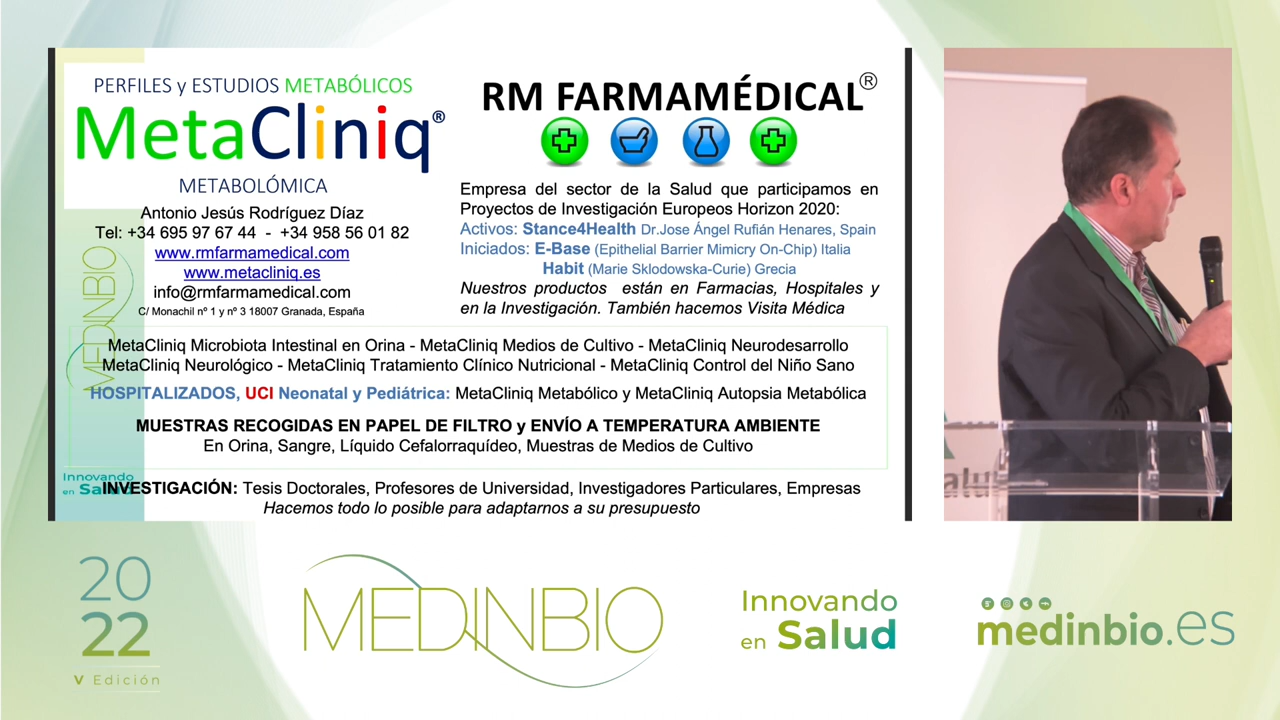 PERFILES y ESTUDIOS METABÓLICOS
MetaCliniq®
METABOLÓMICA
Antonio Jesús Rodríguez Díaz
Tel: +34 695 97 67 44 - +34 958 56 01 82
www.rmfarmamedical.com
www.metacliniq.es
info@rmfarmamedical.com
C/ Monachil nº 1 y nº 3 18007 Granada, España
RM FARMAMÉDICAL®
Empresa del sector de la Salud que participamos en
Proyectos de Investigación Europeos Horizon 2020:
Activos: Stance4Health Dr.Jose Ángel Rufián Henares, Spain
Iniciados: E-Base (Epithelial Barrier Mimicry On-Chip) Italia
Habit (Marie Sklodowska-Curie) Grecia
Nuestros productos están en Farmacias, Hospitales y
en la Investigación. También hacemos Visita Médica
MEDINBIO
MetaCliniq Microbiota Intestinal en Orina - MetaCliniq Medios de Cultivo - MetaCliniq Neurodesarrollo
MetaCliniq Neurológico - MetaCliniq Tratamiento Clínico Nutricional - MetaCliniq Control del Niño Sano
HOSPITALIZADOS, UCI Neonatal y Pediátrica: MetaCliniq Metabólico y MetaCliniq Autopsia Metabólica
MUESTRAS RECOGIDAS EN PAPEL DE FILTRO y ENVÍO A TEMPERATURA AMBIENTE
En Orina, Sangre, Líquido Cefalorraquídeo, Muestras de Medios de Cultivo
Innovando
en Salud
INVESTIGACIÓN: Tesis Doctorales, Profesores de Universidad, Investigadores Particulares, Empresas
Hacemos todo lo posible para adaptarnos a su presupuesto
2022
V Edición
MEDINBIO
Innovando
en Salud
medinbio.es